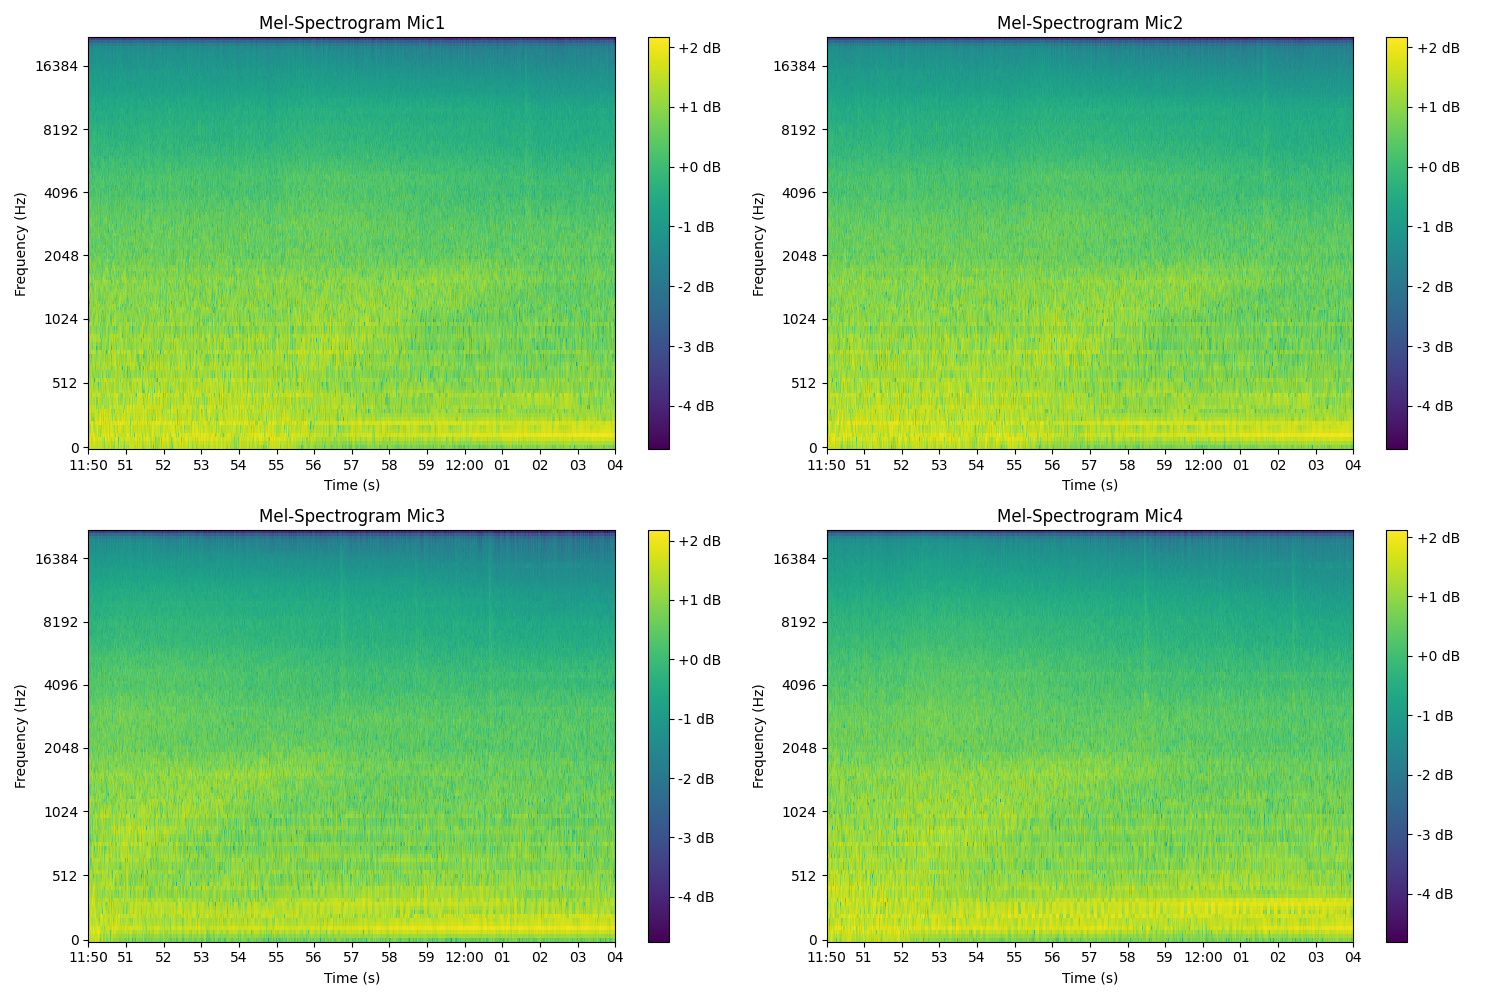 Mel-Spectrogram Mic1
Frequency (Hz)
16384
8192
4096
2048
1024
512
0
11:50 51 52 53 54 55 56 57 58 59 12:00 01 02 03 04
Time (s)
+2 dB
+1 dB
+0 dB
-1 dB
-2 dB
-3 dB
-4 dB
Mel-Spectrogram Mic2
Frequency (Hz)
16384
8192
4096
2048
1024
512
0
11:50 51 52 53 54 55 56 57 58 59 12:00 01 02 03 04
Time (s)
+2 dB
+1 dB
+0 dB
-1 dB
-2 dB
-3 dB
-4 dB
Mel-Spectrogram Mic3
Frequency (Hz)
16384
8192
4096
2048
1024
512
0
11:50 51 52 53 54 55 56 57 58 59 12:00 01 02 03 04
Time (s)
+2 dB
+1 dB
+0 dB
-1 dB
-2 dB
-3 dB
-4 dB
Mel-Spectrogram Mic4
Frequency (Hz)
16384
8192
4096
2048
1024
512
0
11:50 51 52 53 54 55 56 57 58 59 12:00 01 02 03 04
Time (s)
+2 dB
+1 dB
+0 dB
-1 dB
-2 dB
-3 dB
-4 dB